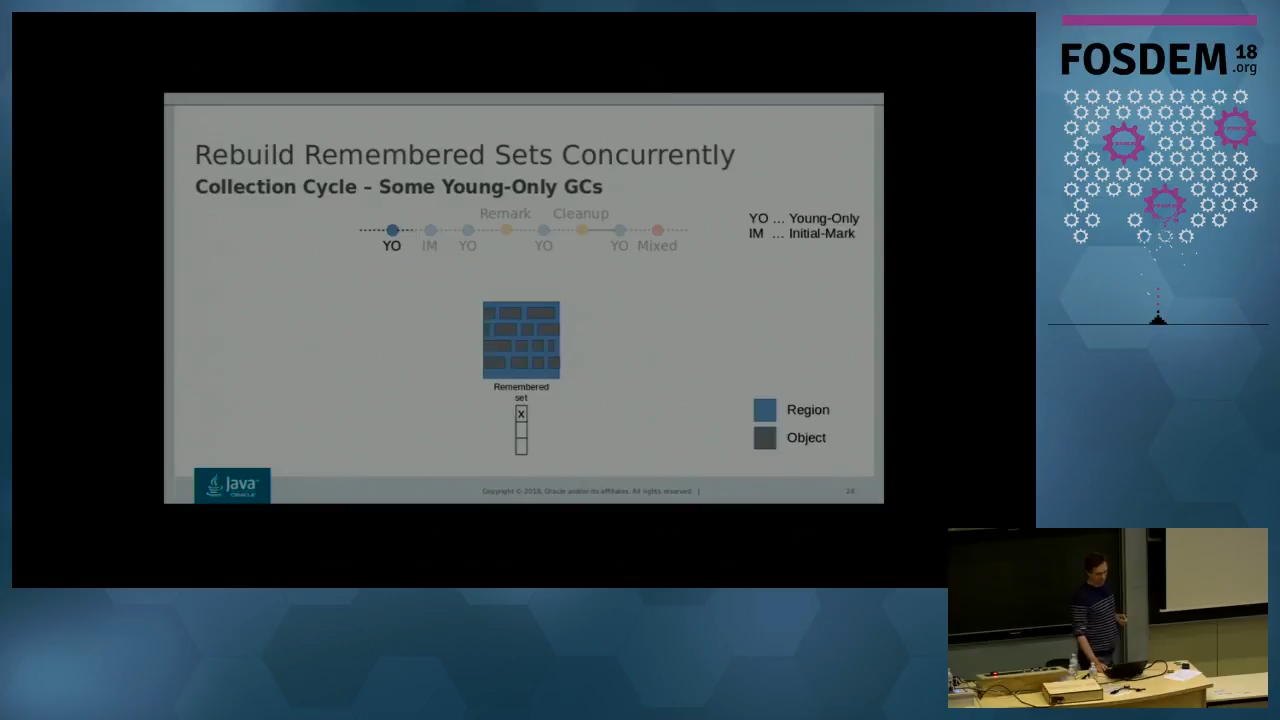 FOSDEM 18
.org
Rebuild Remembered Sets Concurrently
Collection Cycle – Some Young-Only GCs
Remark Cleanup
YO IM YO YO YO Mixed
YO ... Young-Only
IM ... Initial-Mark
Remembered
set
x
Region
Object
Java
ORACLE
Copyright © 2018, Oracle and/or its affiliates. All rights reserved. |
24